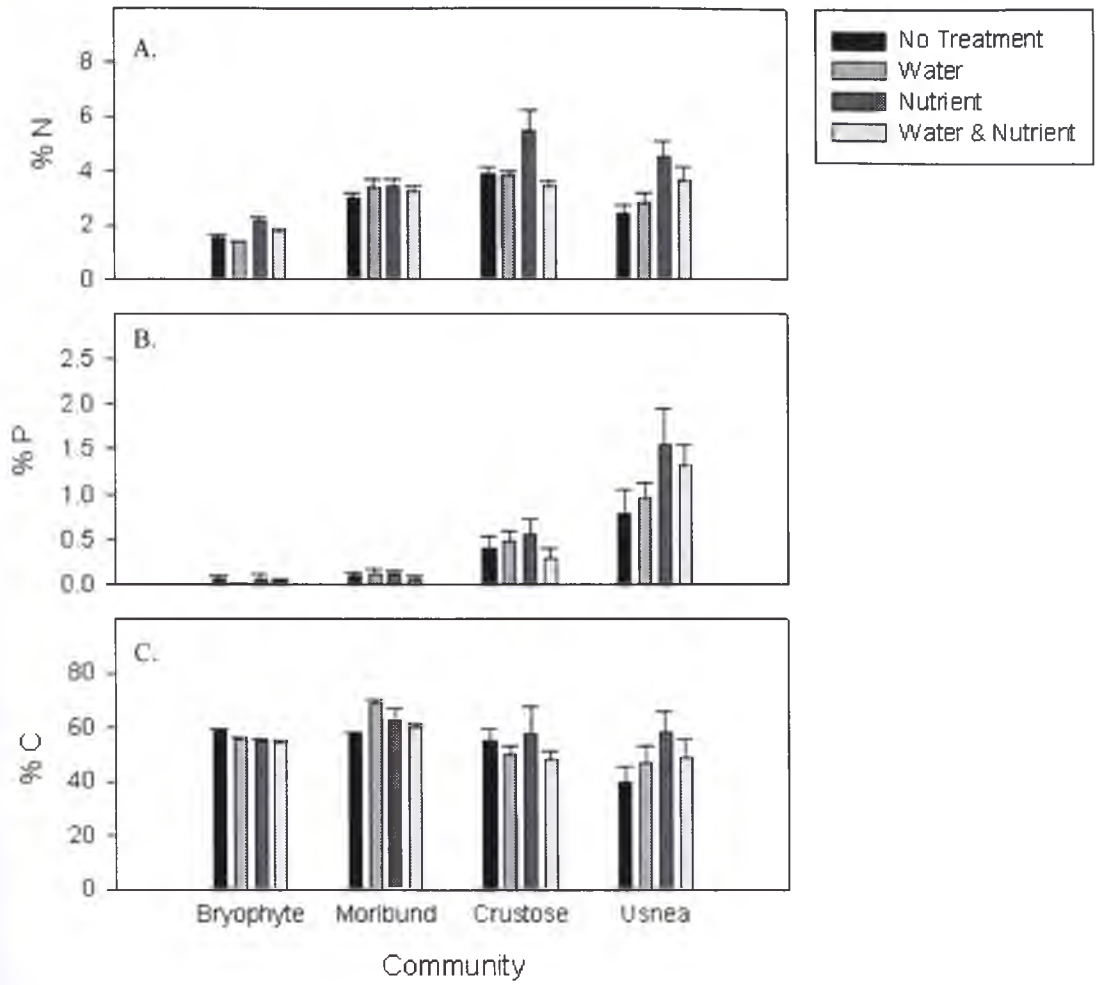 A.
% N
8
6
4
2
0
No Treatment
Water
Nutrient
Water & Nutrient
B.
% P
2.5
2.0
1.5
1.0
0.5
0.0
C.
% C
80
60
40
20
0
Bryophyte Moribund Crustose Usnea
Community